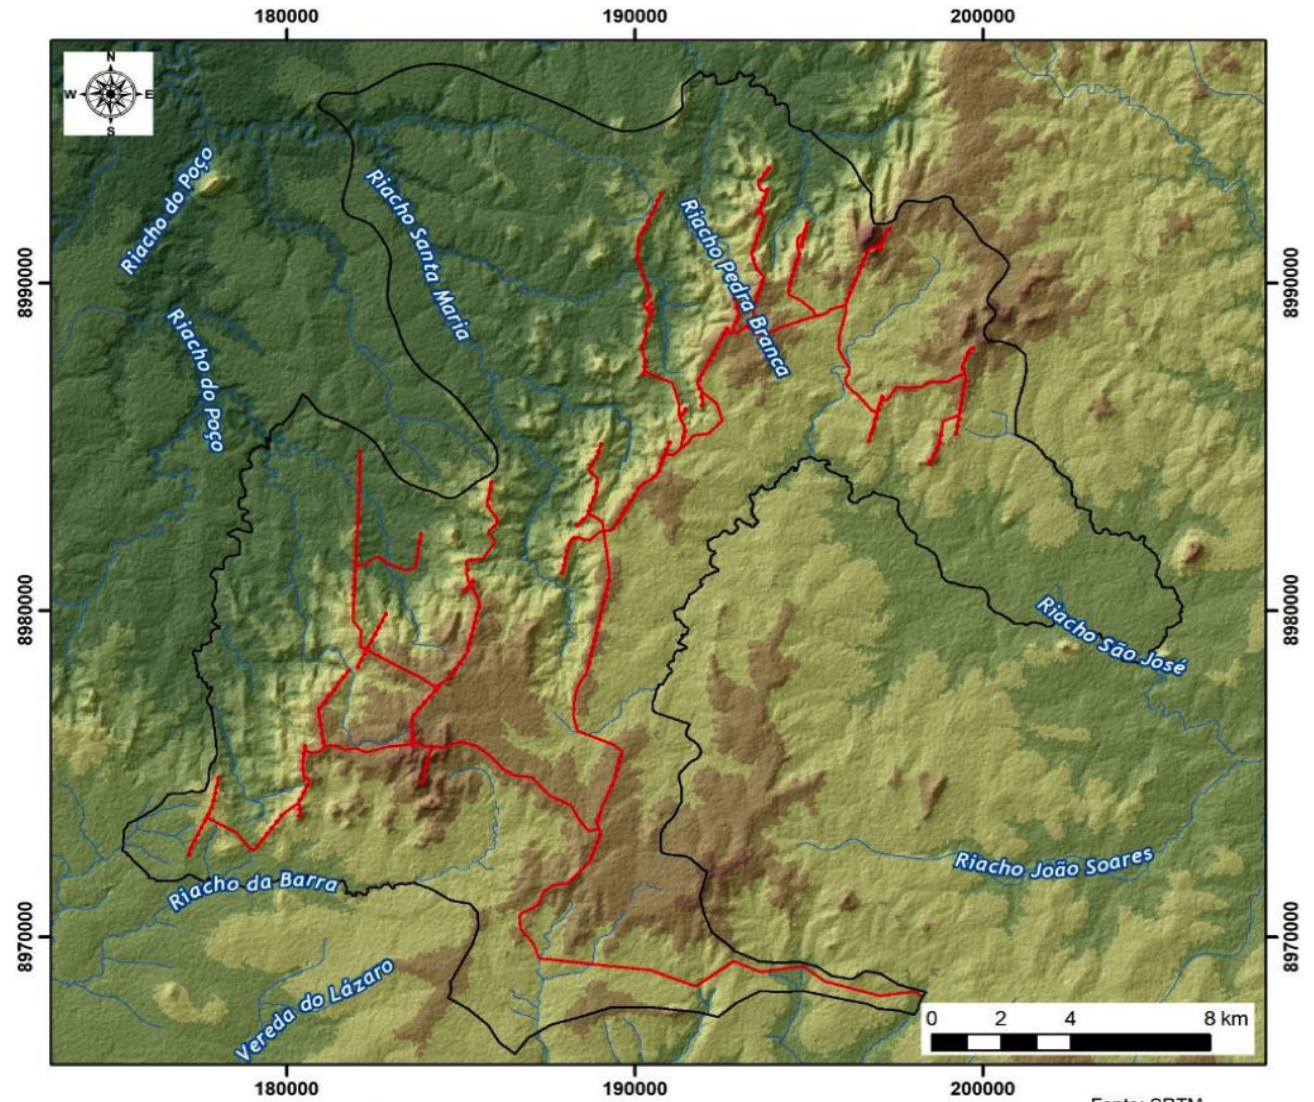 180000 190000 200000
N
W E
S
Riacho do Poço
Riacho Santa Maria
Riacho Pedra Branca
8990000 8990000
Riacho do Poço
8980000 8980000
Riacho São José
Riacho João Soares
Riacho da Barra
8970000 8970000
Vereda do Lázaro
0 2 4 8 km
180000 190000 200000